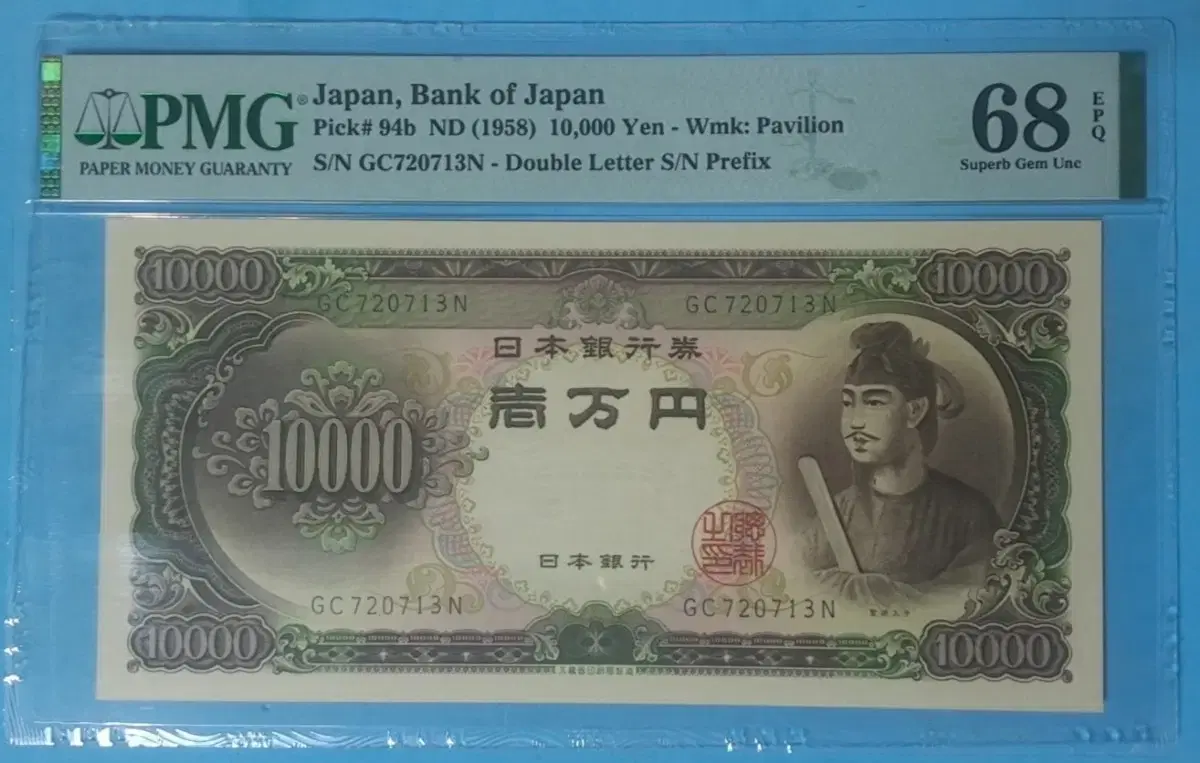 PMG®
PAPER MONEY GUARANTY
Japan, Bank of Japan
Pick# 94b ND (1958) 10,000 Yen - Wmk: Pavilion
S/N GC720713N - Double Letter S/N Prefix
68
EPQ
Superb Gem Unc
10000
10000
GC720713N
GC720713N
日本銀行券
壱万円
10000
日本銀行
GC720713N
GC720713N
10000
10000